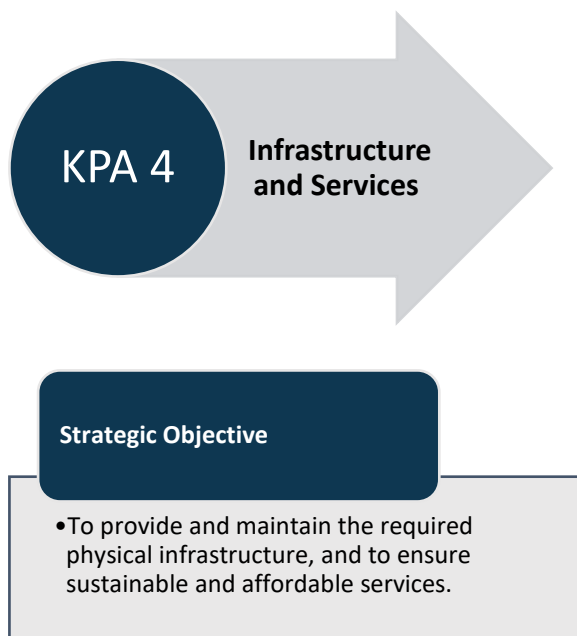 KPA 4
Infrastructure
and Services
Strategic Objective
•To provide and maintain the required
physical infrastructure, and to ensure
sustainable and affordable services.